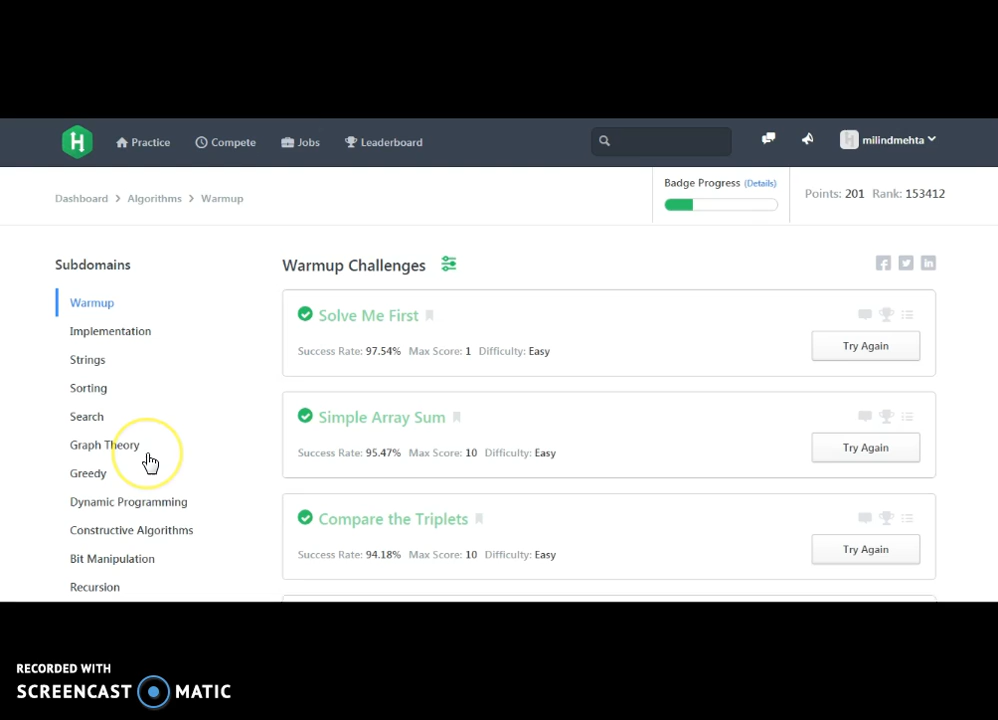 H
Practice Compete Jobs Leaderboard milindmehta
Dashboard > Algorithms > Warmup
Badge Progress (Details)
Points: 201 Rank: 153412
Subdomains
Warmup
Implementation
Strings
Sorting
Search
Graph Theory
Greedy
Dynamic Programming
Constructive Algorithms
Bit Manipulation
Recursion
Warmup Challenges
Solve Me First
Success Rate: 97.54% Max Score: 1 Difficulty: Easy
Try Again
Simple Array Sum
Success Rate: 95.47% Max Score: 10 Difficulty: Easy
Try Again
Compare the Triplets
Success Rate: 94.18% Max Score: 10 Difficulty: Easy
Try Again
RECORDED WITH
SCREENCAST MATIC